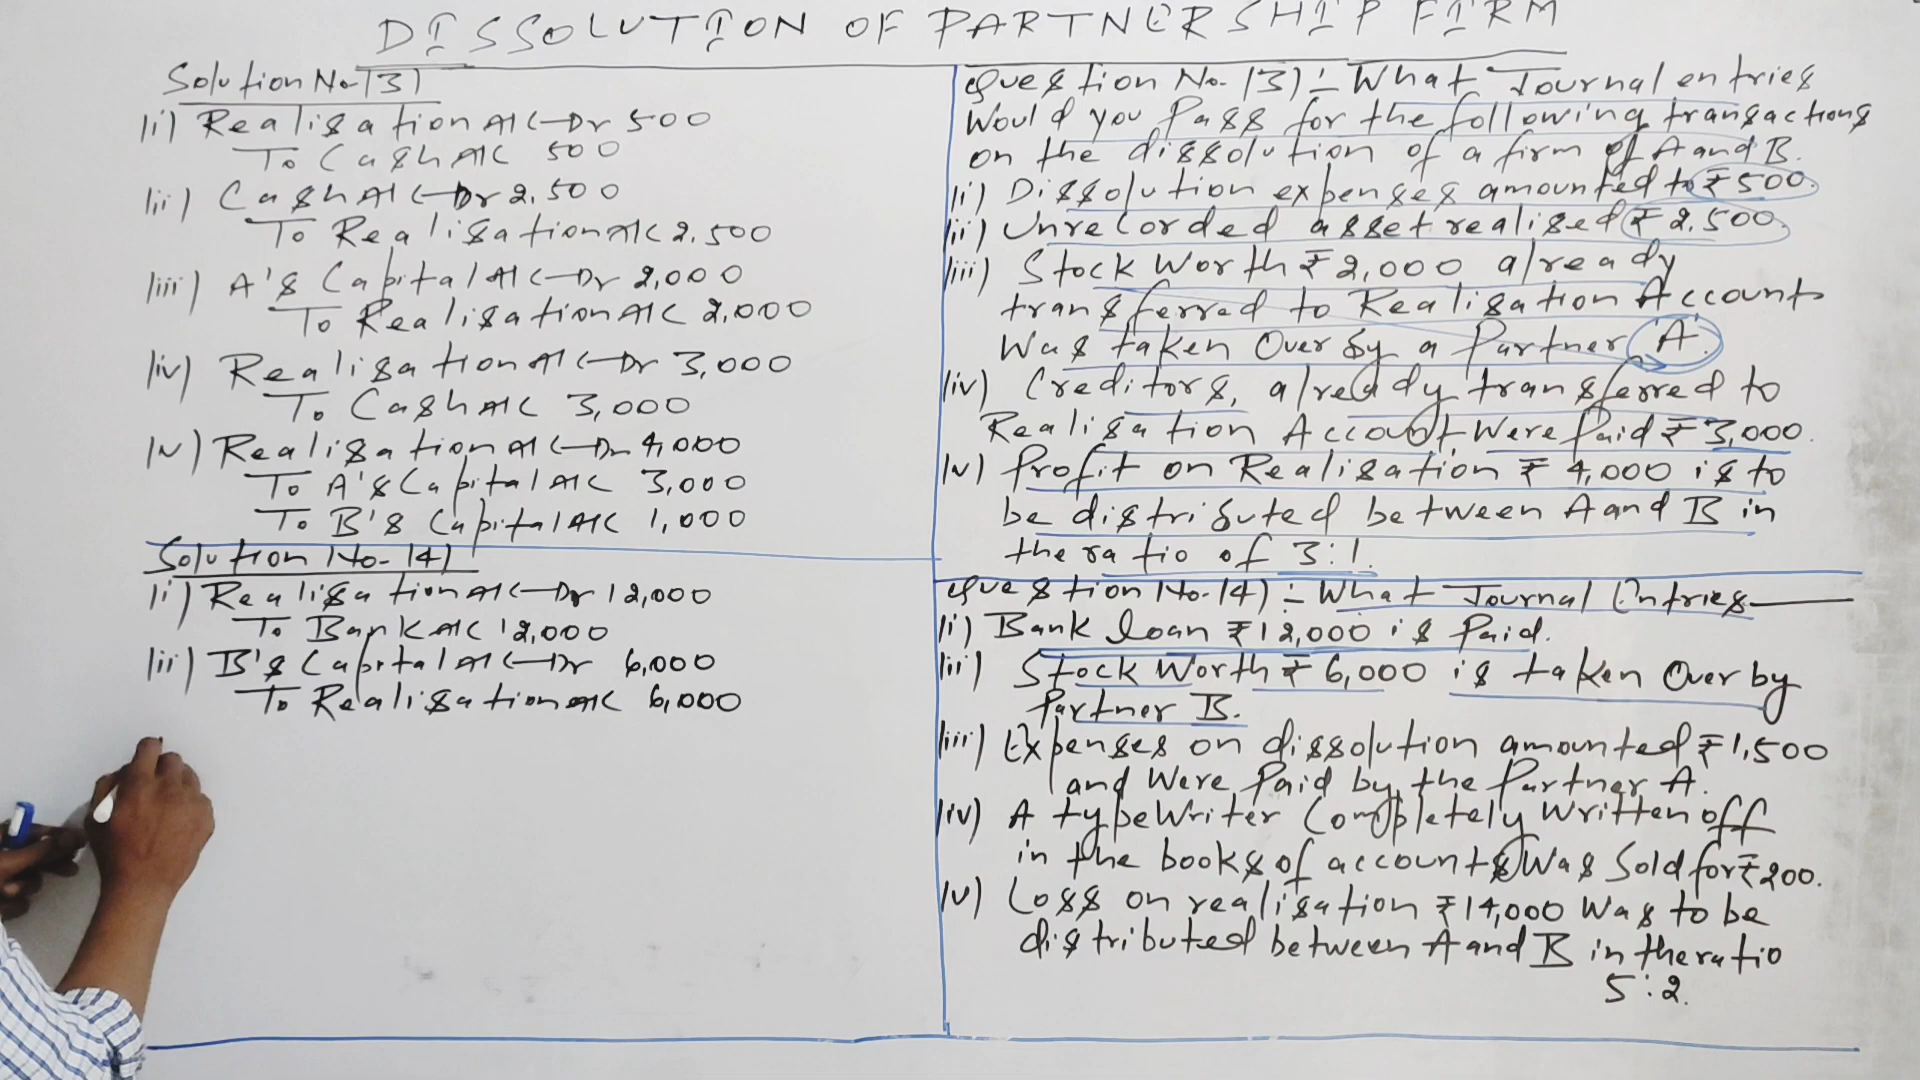 DISSOLUTION OF PARTNERSHIP FIRM
Solution No-13)
(i) Realisation A/C-Dr 500
To Cash A/C 500
(ii) Cash A/C-Dr 2,500
To Realisation A/C 2,500
(iii) A's Capital A/C-Dr 2,000
To Realisation A/C 2,000
(iv) Realisation A/C-Dr 3,000
To Cash A/C 3,000
(v) Realisation A/C-Dr 4,000
To A's Capital A/C 3,000
To B's Capital A/C 1,000
Solution No-14)
(i) Realisation A/C-Dr 12,000
To Bank A/C 12,000
(ii) B's Capital A/C-Dr 6,000
To Realisation A/C 6,000
Question No-13):- What Journal entries
Would you Pass for the following transactions
on the dissolution of a firm of A and B.
(i) Dissolution expenses amounted to ₹500.
(ii) Unrecorded asset realised ₹2,500.
(iii) Stock Worth ₹2,000 already
transferred to Realisation Account
Was taken Over by a Partner 'A'.
(iv) Creditors, already transferred to
Realisation Account Were Paid ₹3,000.
(v) Profit on Realisation ₹4,000 is to
be distributed between A and B in
the ratio of 3:1.
Question No-14):- What Journal Entries
(i) Bank Loan ₹12,000 is Paid.
(ii) Stock Worth ₹6,000 is taken Over by
Partner B.
(iii) Expenses on dissolution amounted ₹1,500
and Were Paid by the Partner A.
(iv) A typeWriter Completely Written off
in the books of accounts Was Sold for ₹200.
(v) Loss on realisation ₹14,000 Was to be
distributed between A and B in the ratio
5:2.